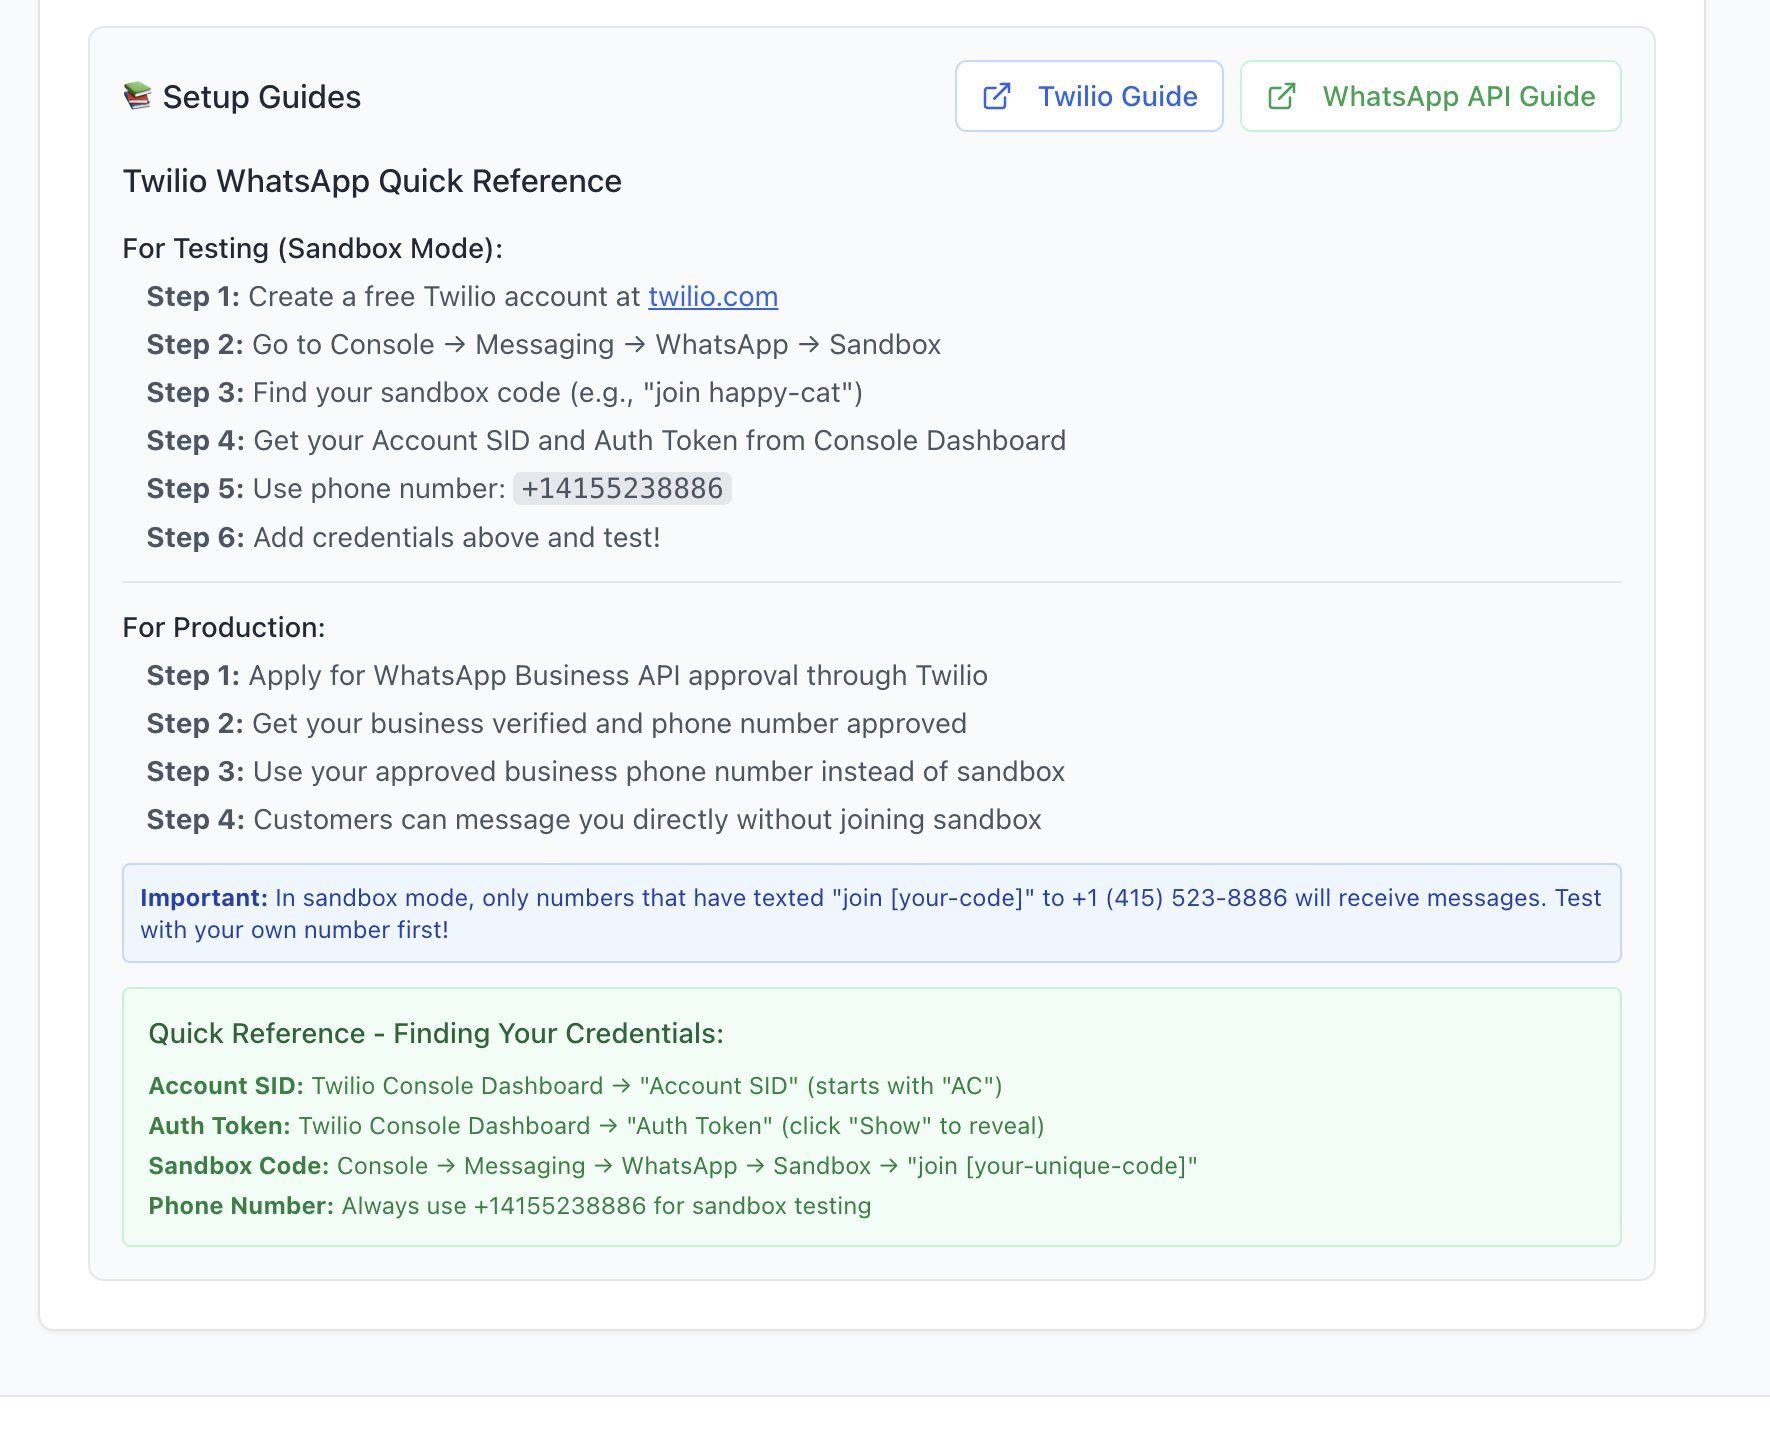 📚 Setup Guides
Twilio Guide
WhatsApp API Guide
Twilio WhatsApp Quick Reference
For Testing (Sandbox Mode):
Step 1: Create a free Twilio account at twilio.com
Step 2: Go to Console → Messaging → WhatsApp → Sandbox
Step 3: Find your sandbox code (e.g., "join happy-cat")
Step 4: Get your Account SID and Auth Token from Console Dashboard
Step 5: Use phone number: +14155238886
Step 6: Add credentials above and test!
For Production:
Step 1: Apply for WhatsApp Business API approval through Twilio
Step 2: Get your business verified and phone number approved
Step 3: Use your approved business phone number instead of sandbox
Step 4: Customers can message you directly without joining sandbox
Important: In sandbox mode, only numbers that have texted "join [your-code]" to +1 (415) 523-8886 will receive messages. Test
with your own number first!
Quick Reference - Finding Your Credentials:
Account SID: Twilio Console Dashboard → "Account SID" (starts with "AC")
Auth Token: Twilio Console Dashboard → "Auth Token" (click "Show" to reveal)
Sandbox Code: Console → Messaging → WhatsApp → Sandbox → "join [your-unique-code]"
Phone Number: Always use +14155238886 for sandbox testing